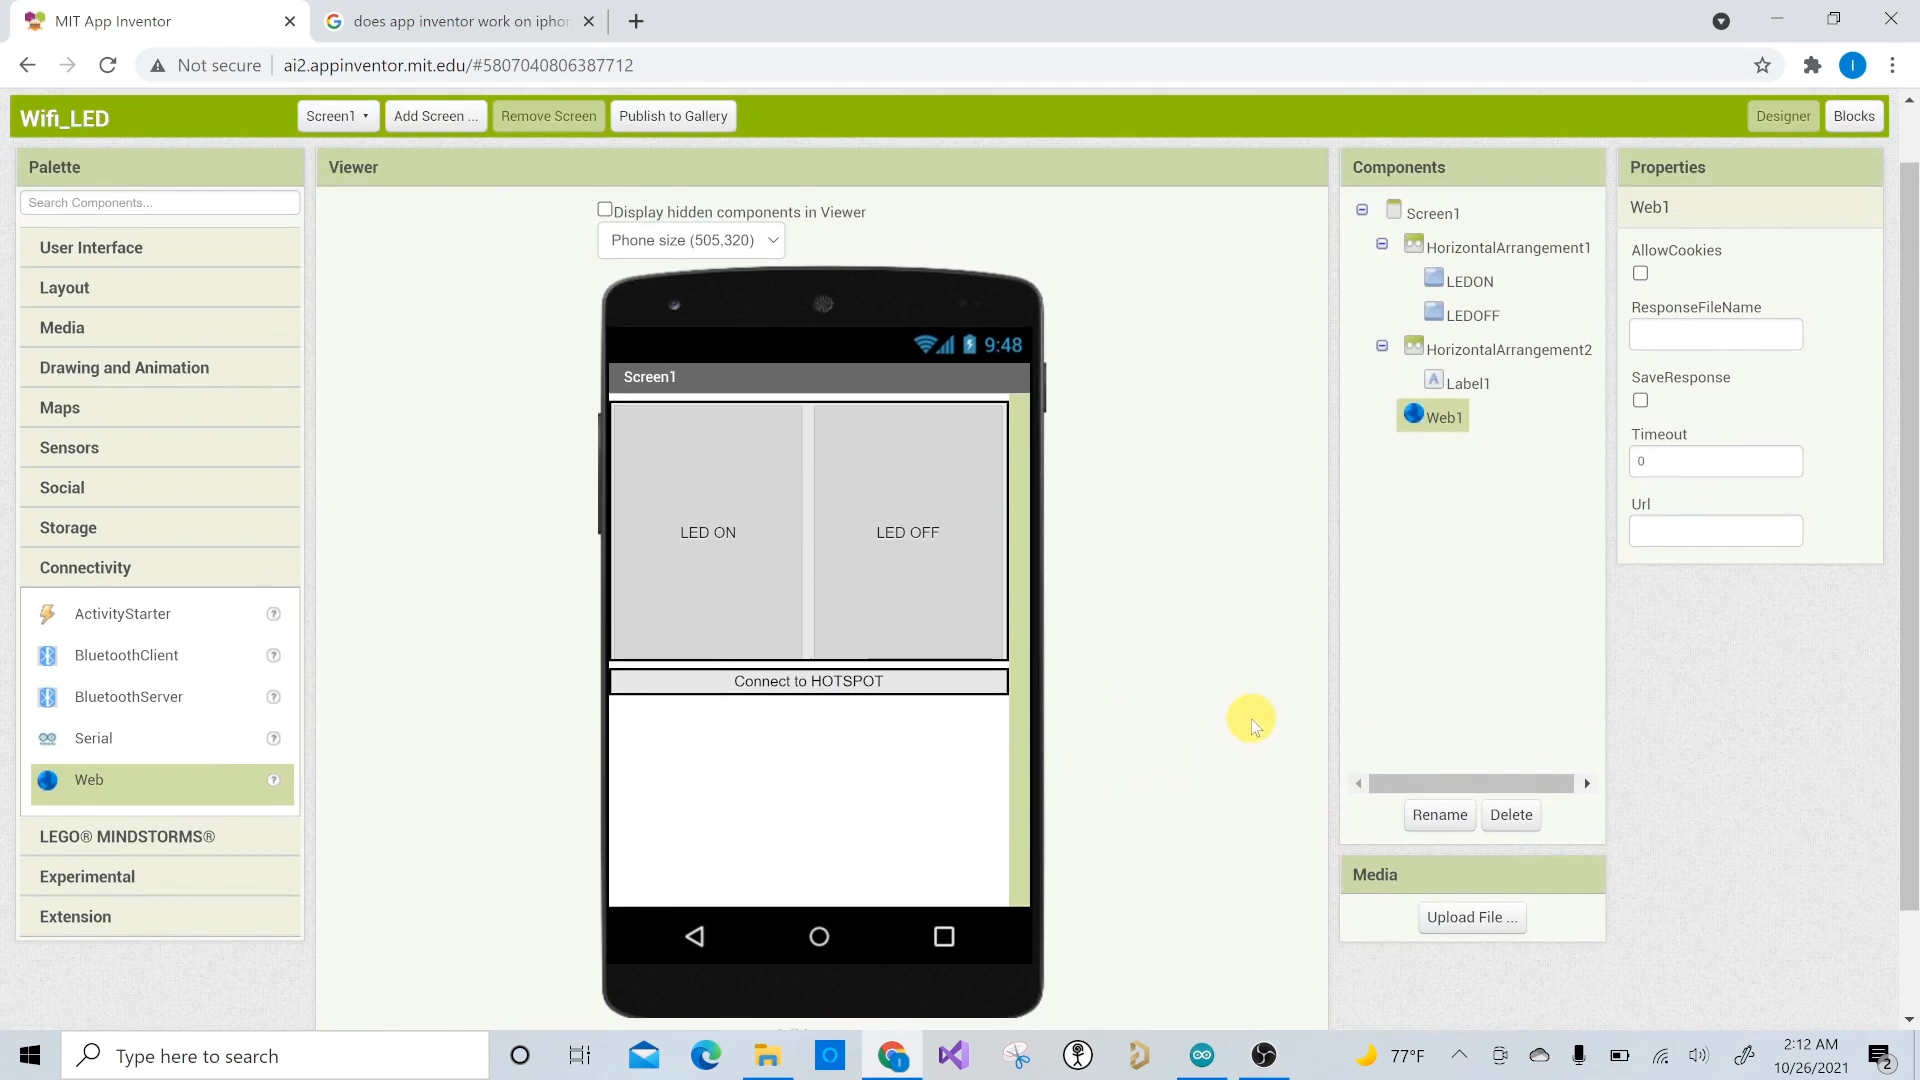 MIT App Inventor
does app inventor work on iphon
Not secure
ai2.appinventor.mit.edu/#5807040806387712
Wifi_LED
Screen1
Add Screen ...
Remove Screen
Publish to Gallery
Designer
Blocks
Palette
Search Components...
User Interface
Layout
Media
Drawing and Animation
Maps
Sensors
Social
Storage
Connectivity
ActivityStarter
BluetoothClient
BluetoothServer
Serial
Web
LEGO® MINDSTORMS®
Experimental
Extension
Viewer
Display hidden components in Viewer
Phone size (505,320)
9:48
Screen1
LED ON
LED OFF
Connect to HOTSPOT
Components
Screen1
HorizontalArrangement1
LEDON
LEDOFF
HorizontalArrangement2
Label1
Web1
Rename
Delete
Media
Upload File ...
Properties
Web1
AllowCookies
ResponseFileName
SaveResponse
Timeout
0
Url
Type here to search
77°F
2:12 AM
10/26/2021
2